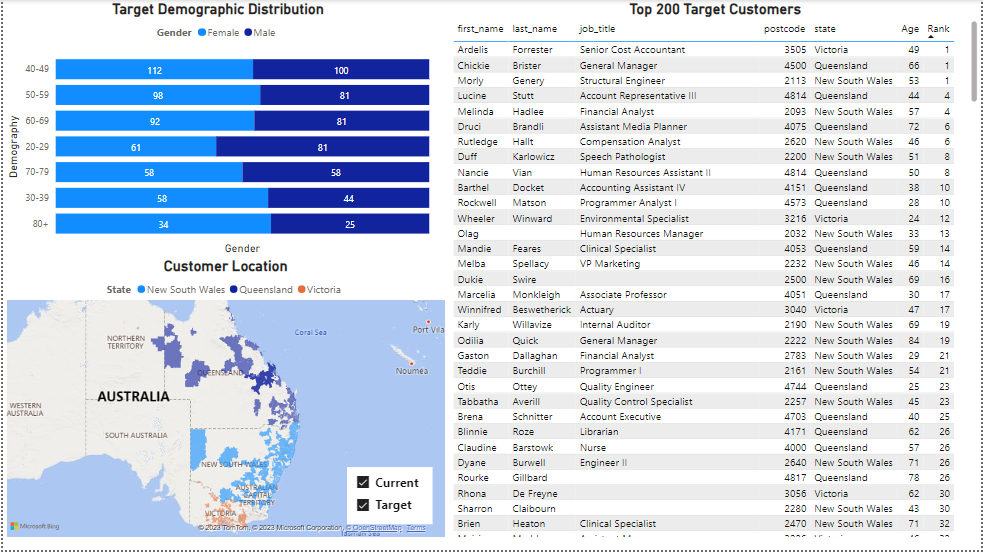 Target Demographic Distribution
Gender Female Male
Demography
40-49 112 100
50-59 98 81
60-69 92 81
20-29 61 81
70-79 58 58
30-39 58 44
80+ 34 25
Gender
Customer Location
State New South Wales Queensland Victoria
Coral Sea
Port Vila
NORTHERN
TERRITORY
Noumea
QUEENSLAND
AUSTRALIA
WESTERN
AUSTRALIA
SOUTH AUSTRALIA
NEW SOUTH WALES
AUSTRALIAN
CAPITAL
TERRITORY
VICTORIA
Current
Target
Microsoft Bing
© 2023 TomTom, © 2023 Microsoft Corporation, © OpenStreetMap Terms
Tasman Sea
Top 200 Target Customers
first_name last_name job_title postcode state Age Rank
Ardelis Forrester Senior Cost Accountant 3505 Victoria 49 1
Chickie Brister General Manager 4500 Queensland 66 1
Morly Genery Structural Engineer 2113 New South Wales 53 1
Lucine Stutt Account Representative III 4814 Queensland 44 4
Melinda Hadlee Financial Analyst 2093 New South Wales 57 4
Druci Brandli Assistant Media Planner 4075 Queensland 72 6
Rutledge Hallt Compensation Analyst 2620 New South Wales 46 6
Duff Karlowicz Speech Pathologist 2200 New South Wales 51 8
Nancie Vian Human Resources Assistant II 4814 Queensland 50 8
Barthel Docket Accounting Assistant IV 4151 Queensland 38 10
Rockwell Matson Programmer Analyst I 4573 Queensland 28 10
Wheeler Winward Environmental Specialist 3216 Victoria 24 12
Olag Human Resources Manager 2032 New South Wales 33 13
Mandie Feares Clinical Specialist 4053 Queensland 59 14
Melba Spellacy VP Marketing 2232 New South Wales 46 14
Dukie Swire 2500 New South Wales 69 16
Marcelia Monkleigh Associate Professor 4051 Queensland 30 17
Winnifred Beswetherick Actuary 3040 Victoria 47 17
Karly Willavize Internal Auditor 2190 New South Wales 69 19
Odilia Quick General Manager 2222 New South Wales 84 19
Gaston Dallaghan Financial Analyst 2783 New South Wales 29 21
Teddie Burchill Programmer I 2161 New South Wales 54 21
Otis Ottey Quality Engineer 4744 Queensland 25 23
Tabbatha Averill Quality Control Specialist 2257 New South Wales 45 23
Brena Schnitter Account Executive 4703 Queensland 40 25
Blinnie Roze Librarian 4171 Queensland 62 26
Claudine Barstowk Nurse 4000 Queensland 57 26
Dyane Burwell Engineer II 2640 New South Wales 71 26
Rourke Gillbard 4817 Queensland 78 26
Rhona De Freyne 3056 Victoria 62 30
Sharron Claibourn 2280 New South Wales 43 30
Brien Heaton Clinical Specialist 2470 New South Wales 71 32